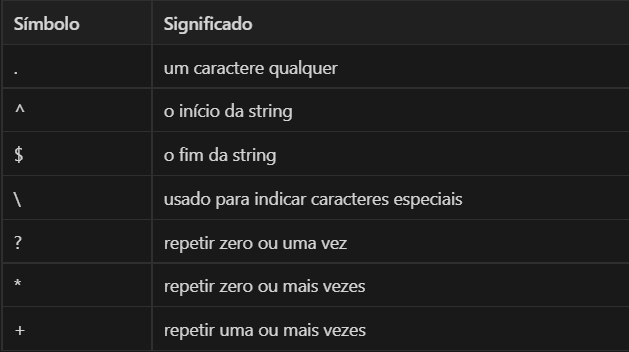 Símbolo Significado
. um caractere qualquer
^ o início da string
$ o fim da string
\ usado para indicar caracteres especiais
? repetir zero ou uma vez
* repetir zero ou mais vezes
+ repetir uma ou mais vezes